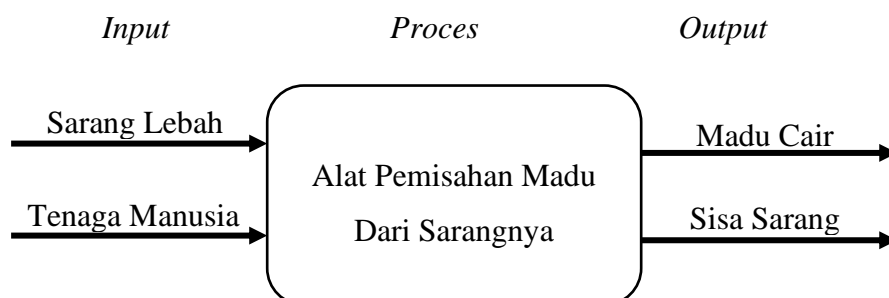 Input Proces Output
Sarang Lebah
Tenaga Manusia
Alat Pemisahan Madu
Dari Sarangnya
Madu Cair
Sisa Sarang